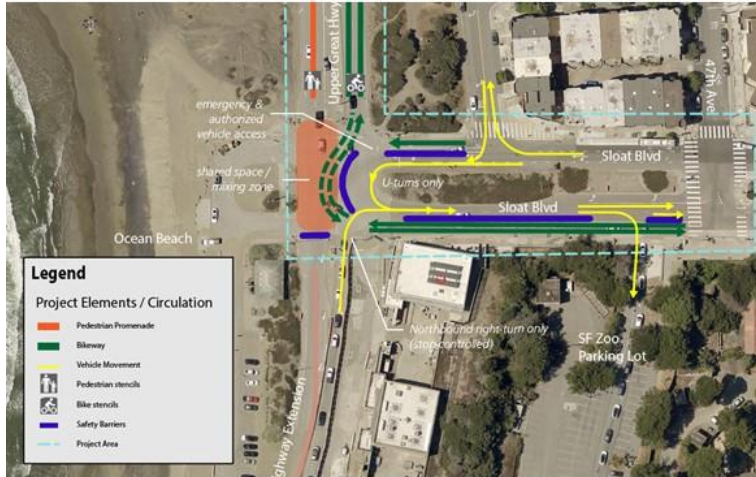 Upper Great Hwy
47th Ave
emergency &
authorized
vehicle access
shared space /
mixing zone
Sloat Blvd
U-turns only
Sloat Blvd
Ocean Beach
Legend
Project Elements / Circulation
Pedestrian Promenade
Bikeway
Vehicle Movement
Pedestrian stencils
Bike stencils
Safety Barriers
Project Area
Northbound right-turn only
(stop-controlled)
SF Zoo
Parking Lot
ghway Extension